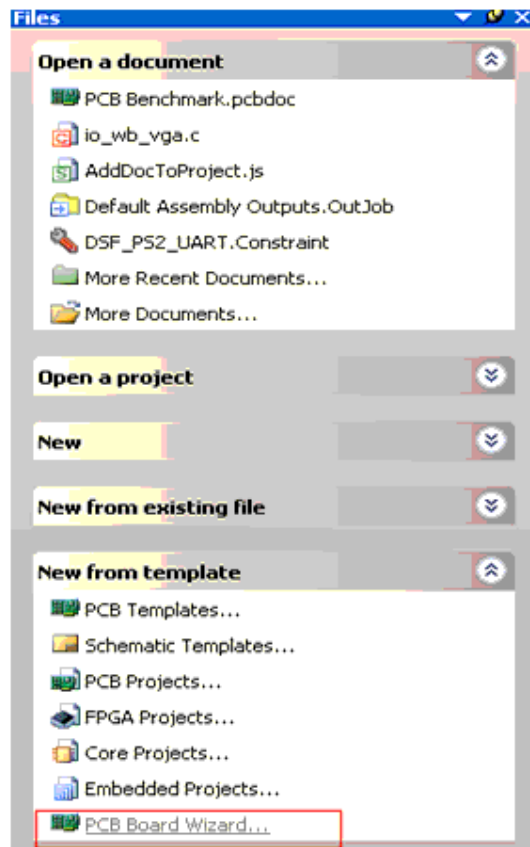 Files
Open a document
PCB Benchmark.pcbdoc
io_wb_vga.c
AddDocToProject.js
Default Assembly Outputs.OutJob
DSF_PS2_UART.Constraint
More Recent Documents...
More Documents...
Open a project
New
New from existing file
New from template
PCB Templates...
Schematic Templates...
PCB Projects...
FPGA Projects...
Core Projects...
Embedded Projects...
PCB Board Wizard...